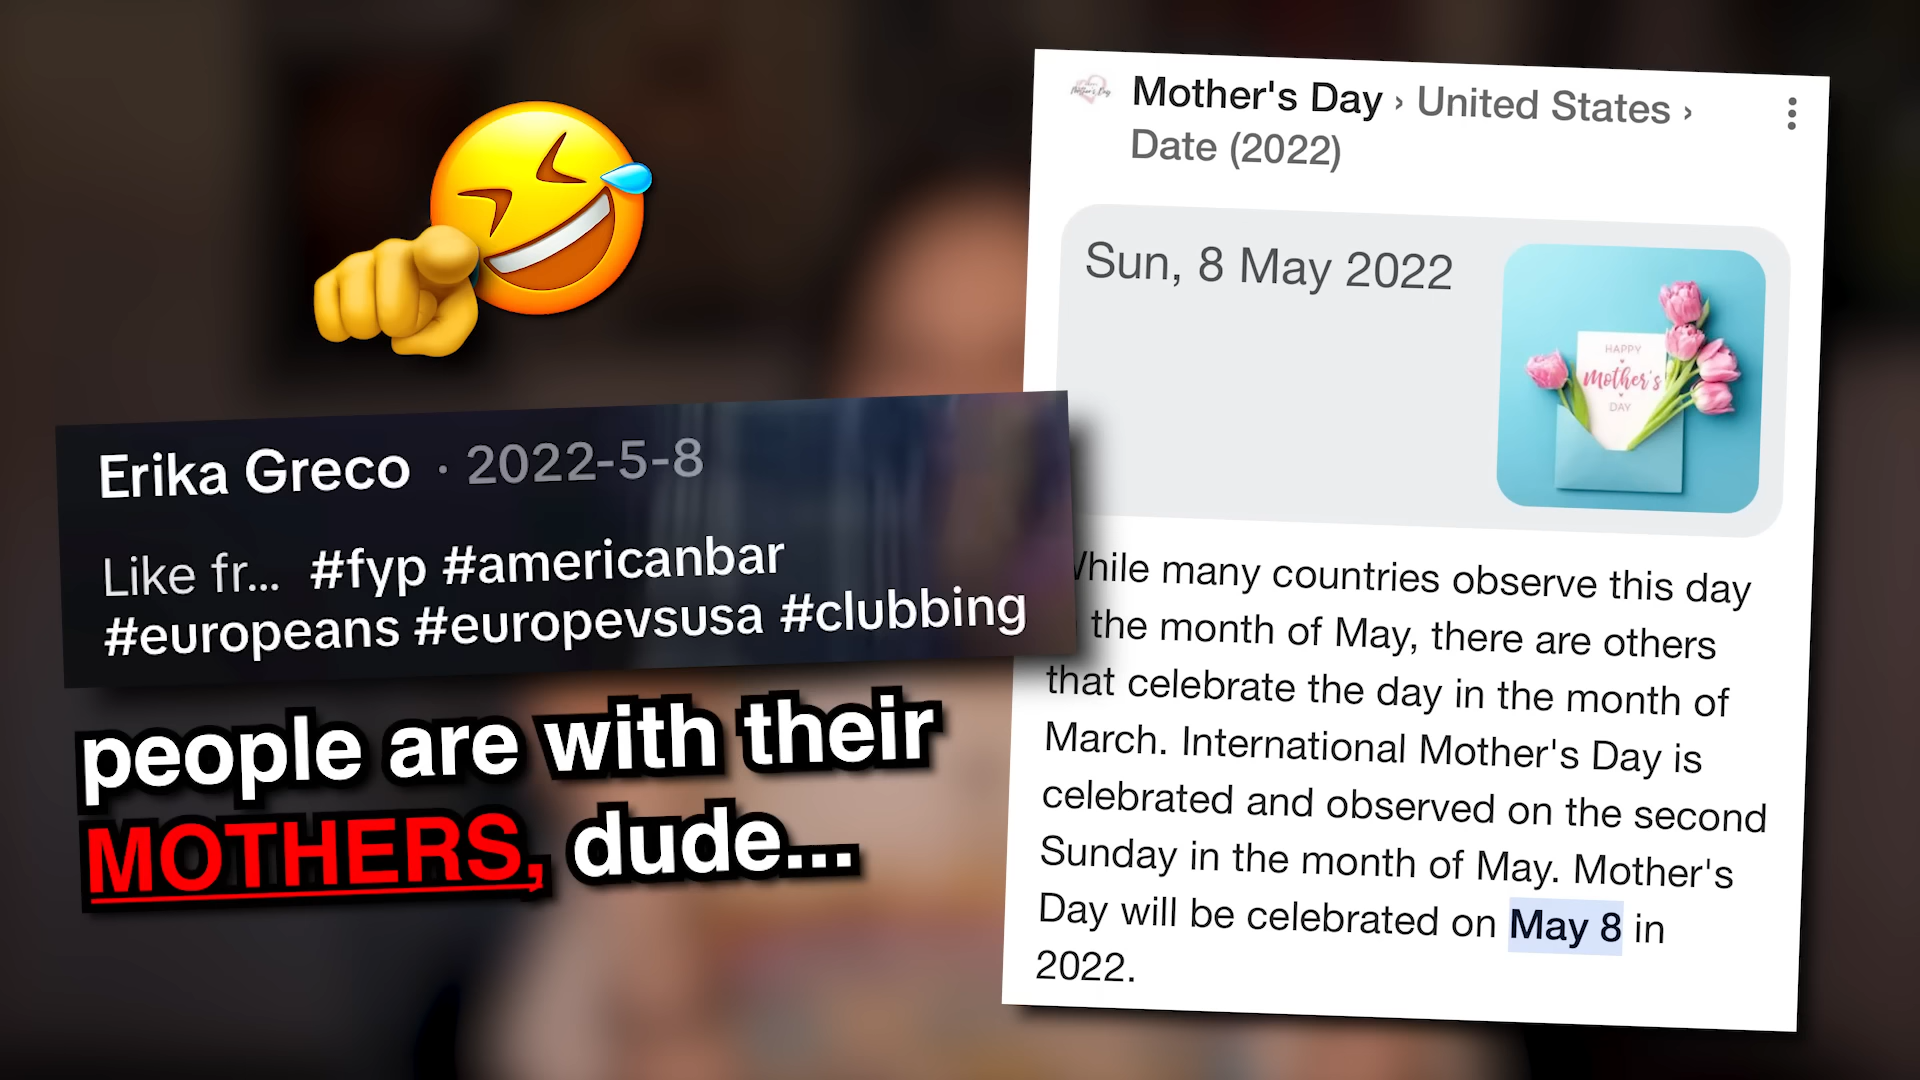 Erika Greco · 2022-5-8
Like fr... #fyp #americanbar
#europeans #europevsusa #clubbing
people are with their
MOTHERS, dude...
Mother's Day › United States ›
Date (2022)
Sun, 8 May 2022
HAPPY
Mother's
DAY
While many countries observe this day
the month of May, there are others
that celebrate the day in the month of
March. International Mother's Day is
celebrated and observed on the second
Sunday in the month of May. Mother's
Day will be celebrated on May 8 in
2022.